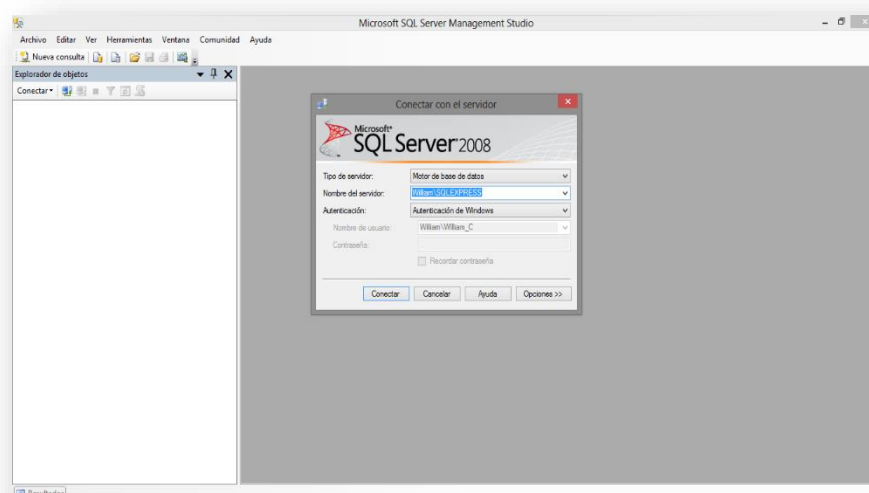 Microsoft SQL Server Management Studio
Archivo Editar Ver Herramientas Ventana Comunidad Ayuda
Nueva consulta
Explorador de objetos
Conectar
Conectar con el servidor
Microsoft
SQL Server 2008
Tipo de servidor: Motor de base de datos
Nombre del servidor: William\SQLEXPRESS
Autenticación: Autenticación de Windows
Nombre de usuario: William\William_C
Contraseña:
Recordar contraseña
Conectar Cancelar Ayuda Opciones >>